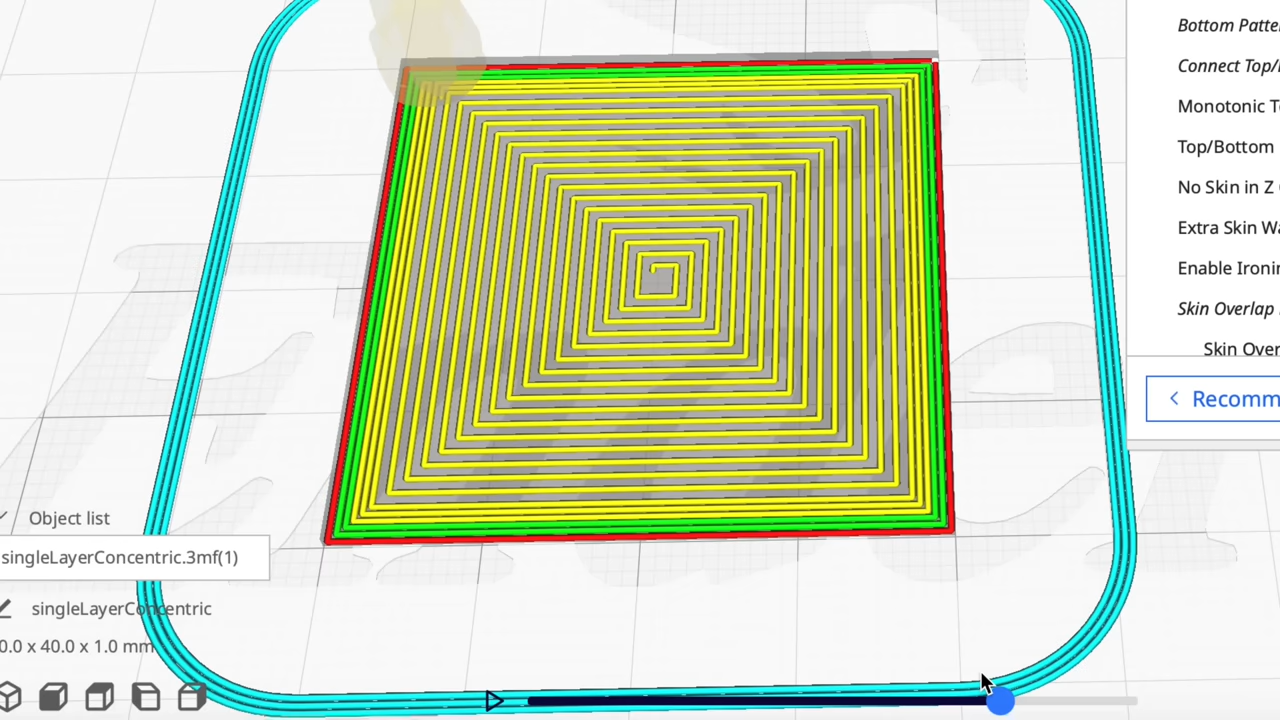 Bottom Patte
Connect Top/
Monotonic T
Top/Bottom
No Skin in Z
Extra Skin Wa
Enable Ironi
Skin Overlap
Skin Over
Recomm
Object list
singleLayerConcentric.3mf(1)
singleLayerConcentric
0.0 x 40.0 x 1.0 mm